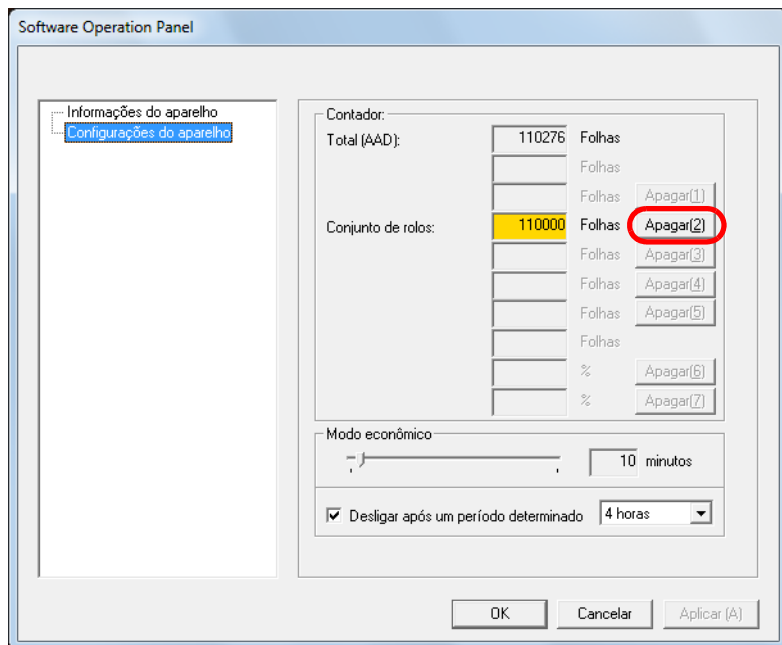 Software Operation Panel
Informações do aparelho
Configurações do aparelho
Contador:
Total (AAD): 110276 Folhas
Folhas
Folhas Apagar(1)
Conjunto de rolos: 110000 Folhas Apagar(2)
Folhas Apagar(3)
Folhas Apagar(4)
Folhas Apagar(5)
Folhas
% Apagar(6)
% Apagar(7)
Modo econômico
10 minutos
Desligar após um período determinado 4 horas
OK Cancelar Aplicar (A)